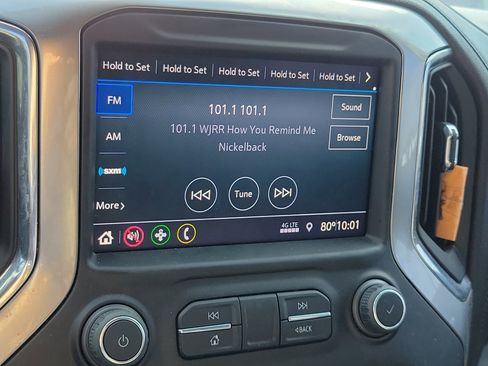 Hold to Set Hold to Set Hold to Set Hold to Set Hold to Set >
FM
101.1 101.1
Sound
101.1 WJRR How You Remind Me
Nickelback
Browse
AM
sxm
More >
Tune
4G LTE
80° 10:01
< BACK